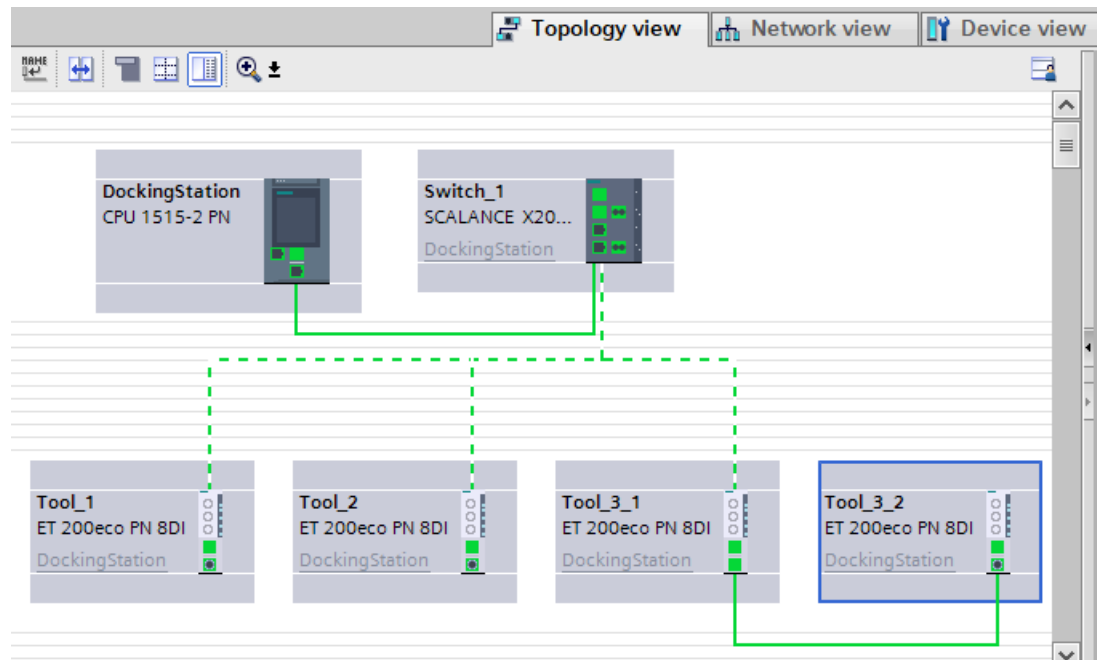 Topology view
Network view
Device view
NAME
DockingStation
CPU 1515-2 PN
Switch_1
SCALANCE X20...
DockingStation
Tool_1
ET 200eco PN 8DI
DockingStation
Tool_2
ET 200eco PN 8DI
DockingStation
Tool_3_1
ET 200eco PN 8DI
DockingStation
Tool_3_2
ET 200eco PN 8DI
DockingStation